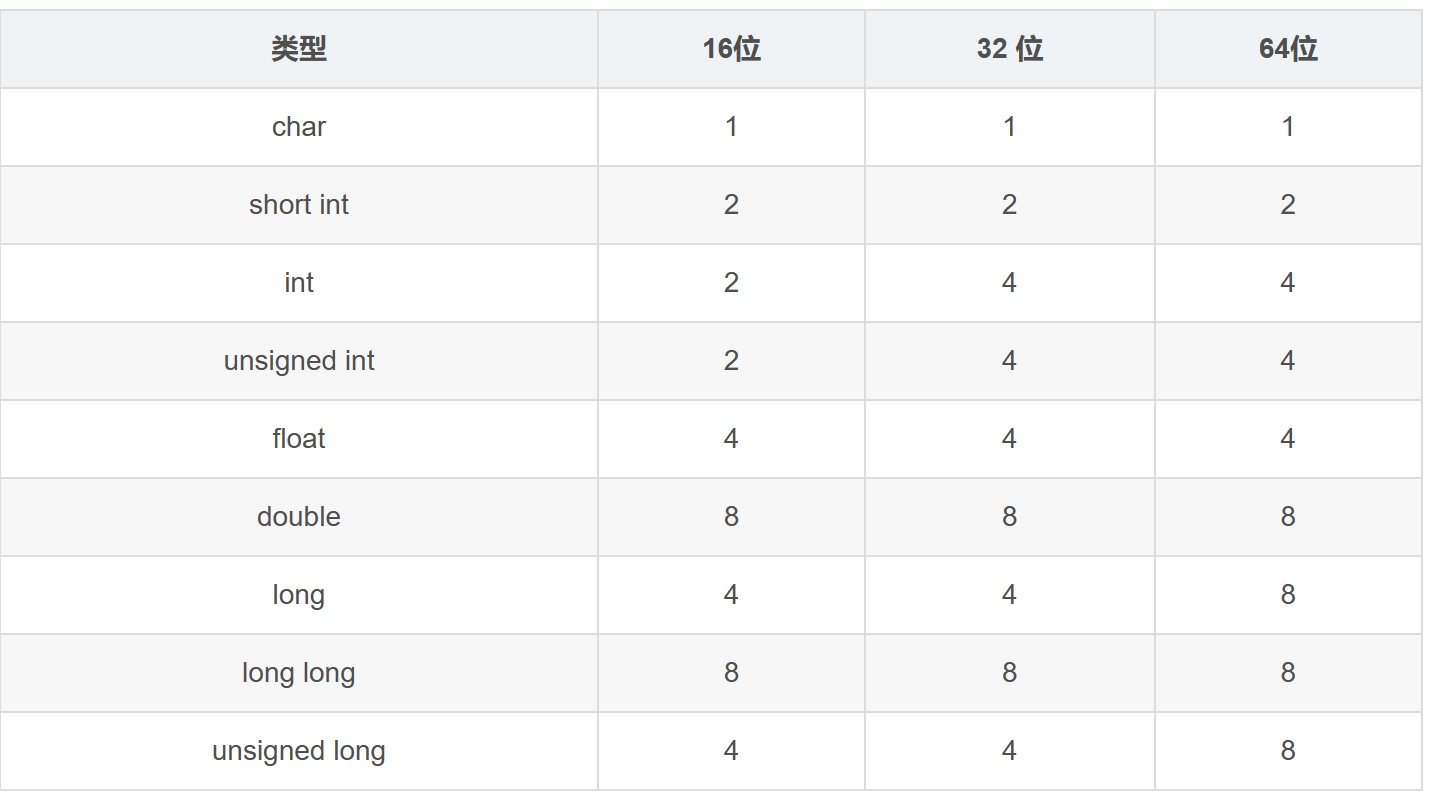 类型 16位 32 位 64位
char 1 1 1
short int 2 2 2
int 2 4 4
unsigned int 2 4 4
float 4 4 4
double 8 8 8
long 4 4 8
long long 8 8 8
unsigned long 4 4 8